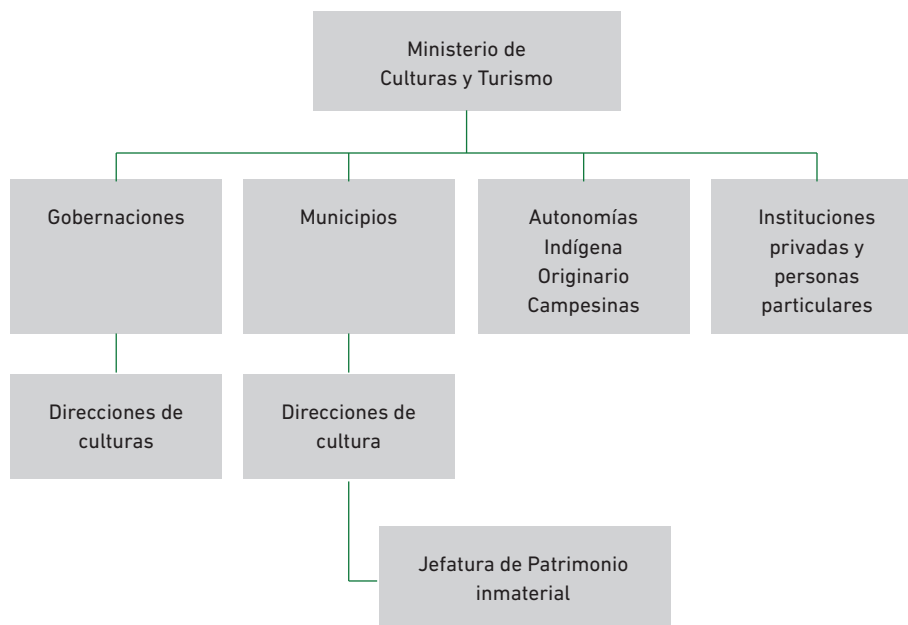 Ministerio de
Culturas y Turismo
Gobernaciones
Municipios
Autonomías
Indígena
Originario
Campesinas
Instituciones
privadas y
personas
particulares
Direcciones de
culturas
Direcciones de
cultura
Jefatura de Patrimonio
inmaterial